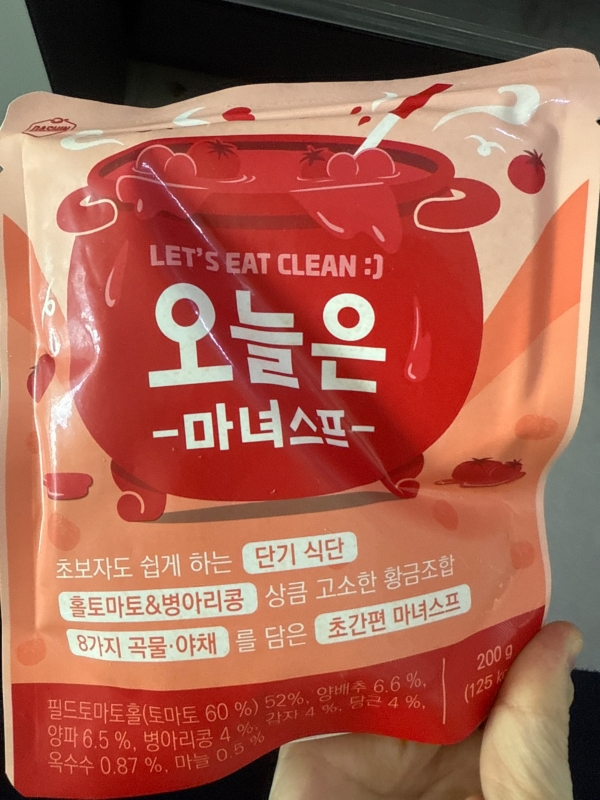 DASHIN
LET'S EAT CLEAN :)
오늘은
-마녀스프-
초보자도 쉽게 하는 단기 식단
홀토마토&병아리콩 상큼 고소한 황금조합
8가지 곡물·야채 를 담은 초간편 마녀스프
필드토마토홀(토마토 60 %) 52%, 양배추 6.6 %,
양파 6.5 %, 병아리콩 4 %, 감자 4 %, 당근 4 %,
옥수수 0.87 %, 마늘 0.5 %
200 g
(125